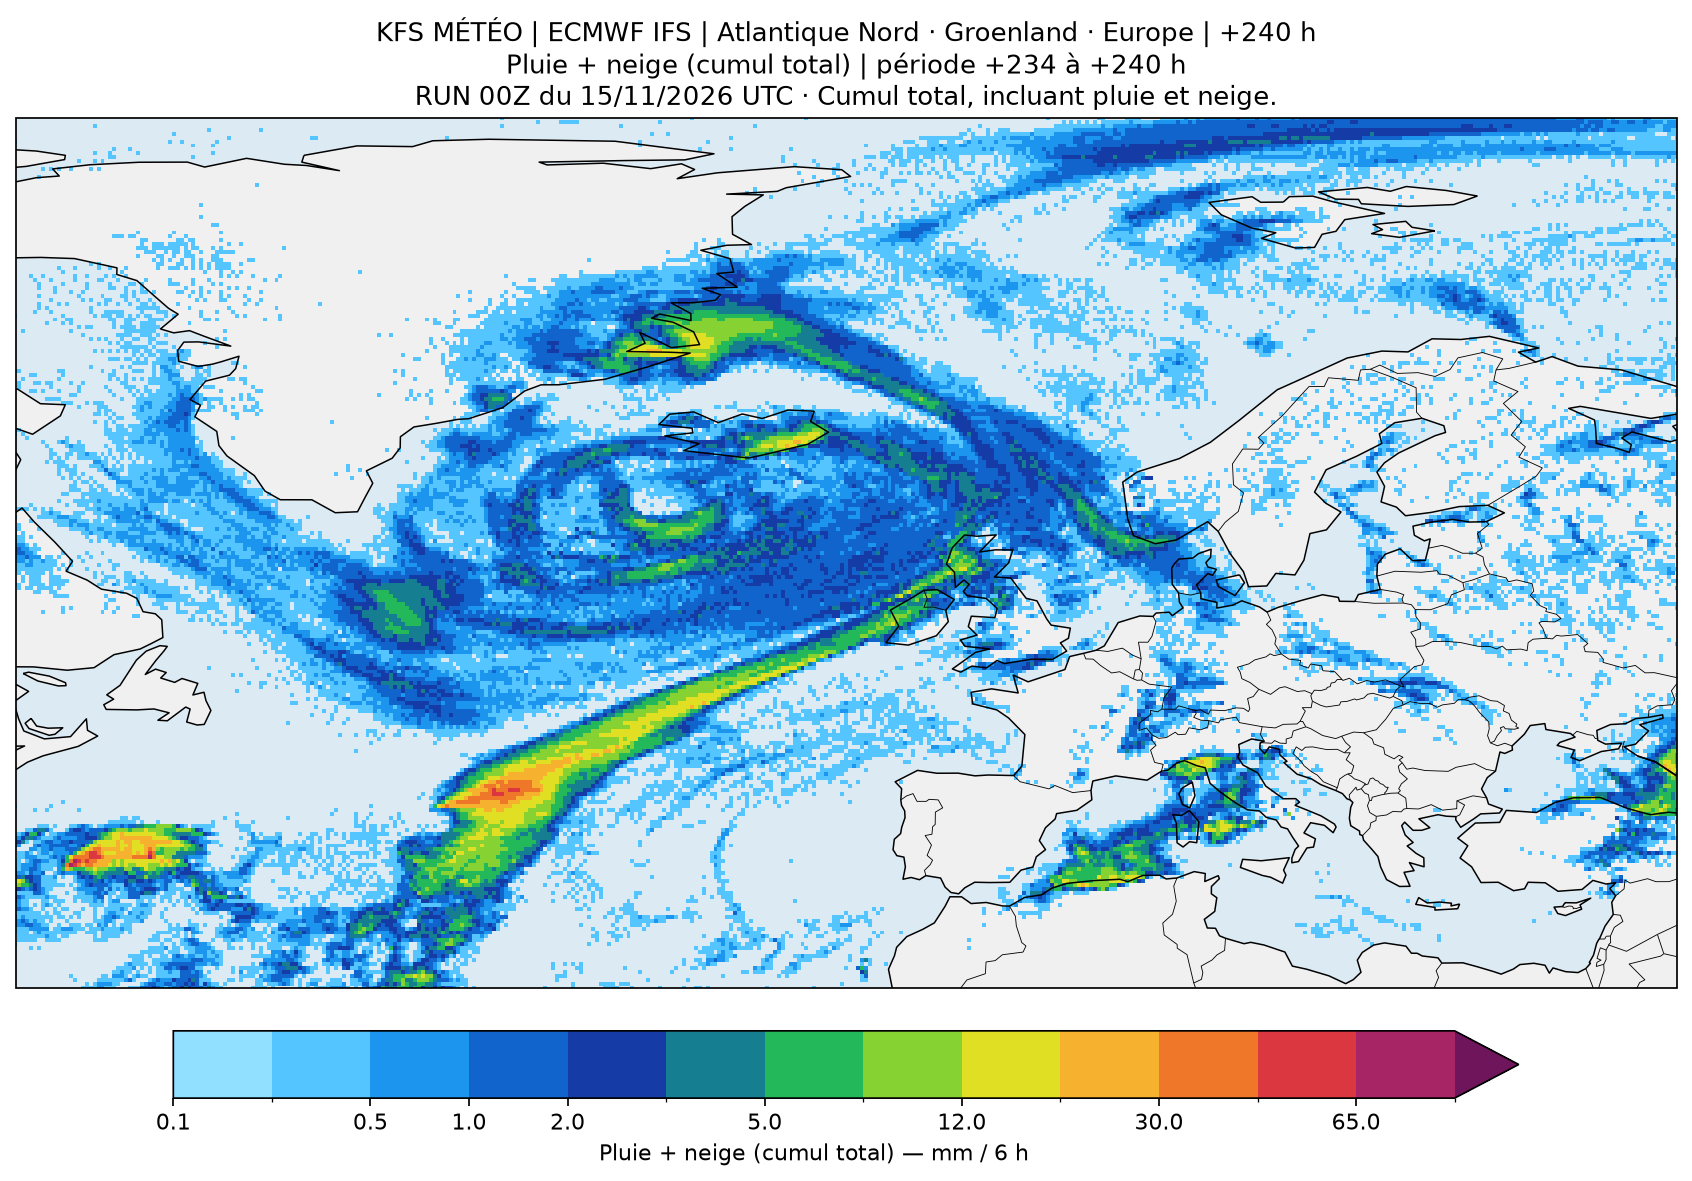 KFS MÉTÉO | ECMWF IFS | Atlantique Nord · Groenland · Europe | +240 h
Pluie + neige (cumul total) | période +234 à +240 h
RUN 00Z du 15/11/2026 UTC · Cumul total, incluant pluie et neige.
0.1 0.5 1.0 2.0 5.0 12.0 30.0 65.0
Pluie + neige (cumul total) — mm / 6 h